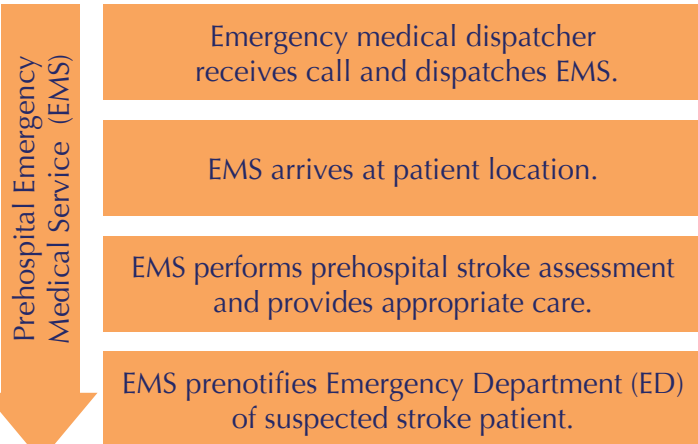 Prehospital Emergency
Medical Service (EMS)
Emergency medical dispatcher
receives call and dispatches EMS.
EMS arrives at patient location.
EMS performs prehospital stroke assessment
and provides appropriate care.
EMS prenotifies Emergency Department (ED)
of suspected stroke patient.